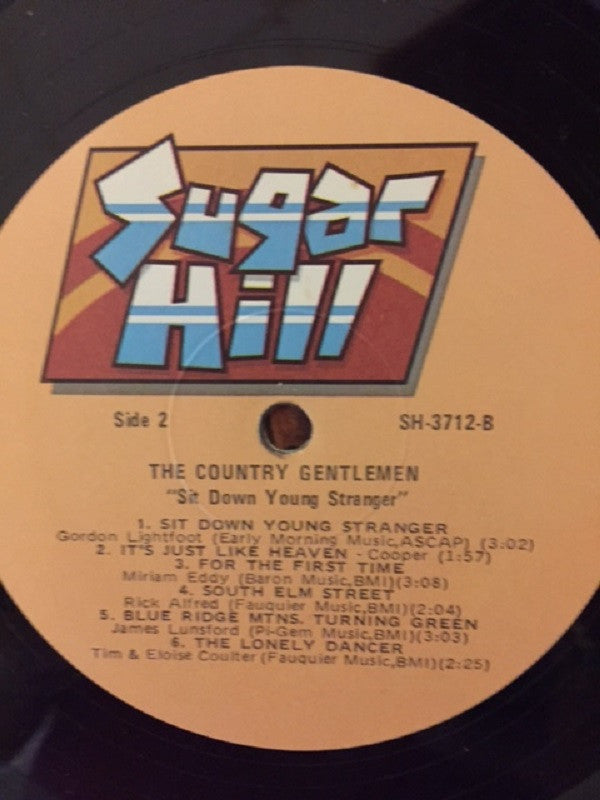 Sugar
Hill
Side 2
SH-3712-B
THE COUNTRY GENTLEMEN
"Sit Down Young Stranger"
1. SIT DOWN YOUNG STRANGER
Gordon Lightfoot (Early Morning Music,ASCAP) (3:02)
2. IT'S JUST LIKE HEAVEN - Cooper (1:57)
3. FOR THE FIRST TIME
Miriam Eddy (Baron Music,BMI)(3:08)
4. SOUTH ELM STREET
Rick Alfred (Fauquier Music,BMI)(2:04)
5. BLUE RIDGE MTNS. TURNING GREEN
James Lunsford (Pi-Gem Music,BMI)(3:03)
6. THE LONELY DANCER
Tim & Eloise Coulter (Fauquier Music,BMI)(2:25)